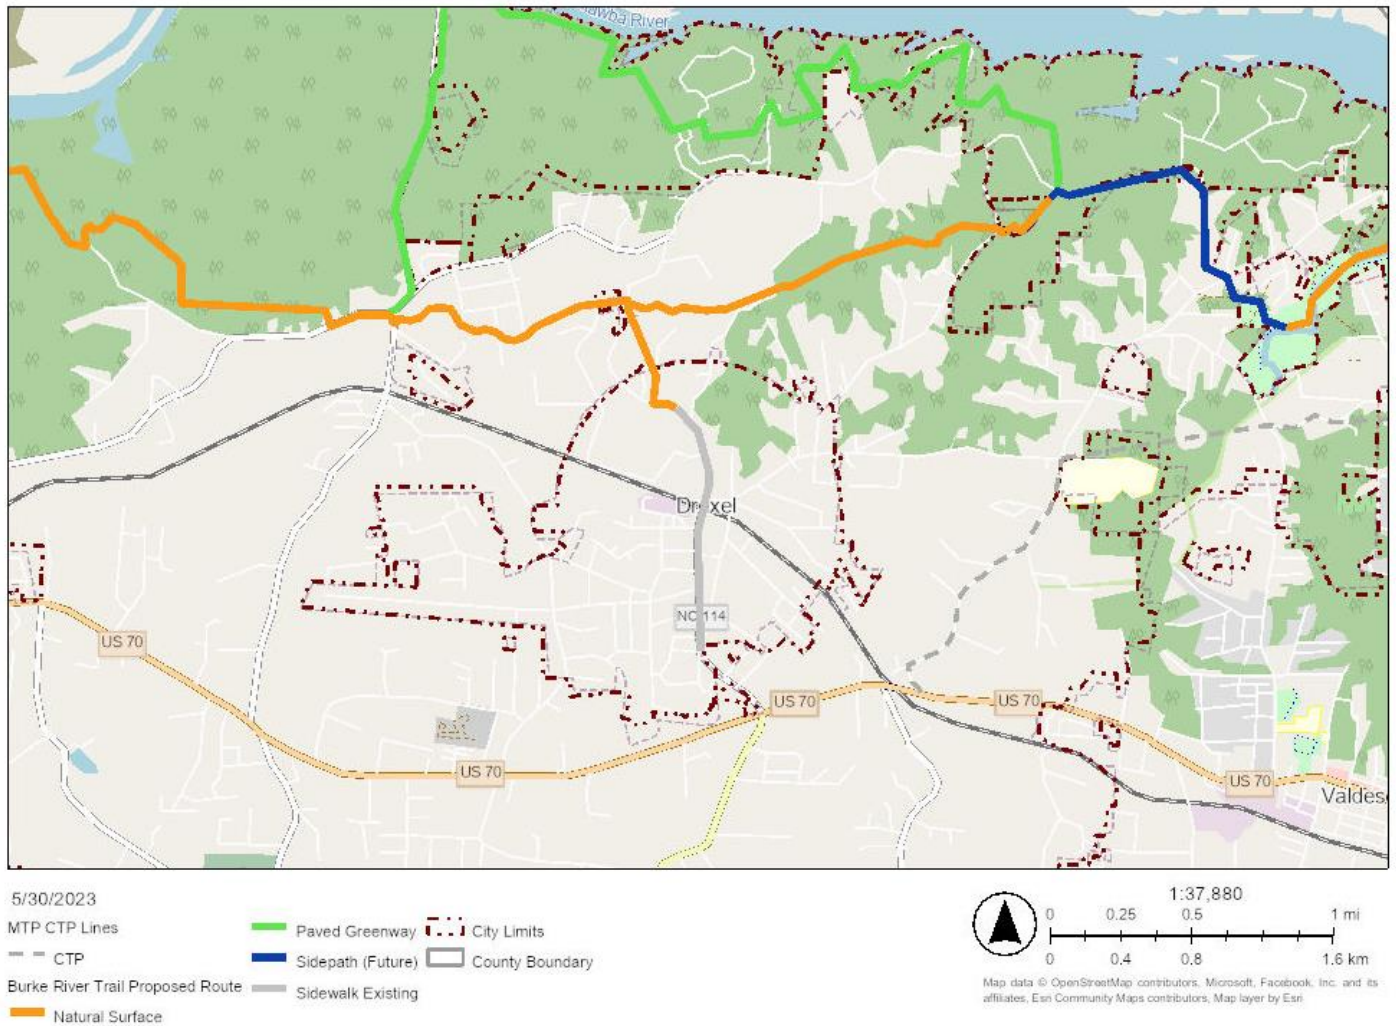 River
Drexel
NC 114
US 70
US 70
US 70
US 70
US 70
Valdes
5/30/2023
MTP CTP Lines
CTP
Burke River Trail Proposed Route
Natural Surface
Paved Greenway
Sidepath (Future)
Sidewalk Existing
City Limits
County Boundary
1:37,880
0 0.25 0.5 1 mi
0 0.4 0.8 1.6 km
Map data © OpenStreetMap contributors, Microsoft, Facebook, Inc. and its
affiliates, Esri Community Maps contributors, Map layer by Esri